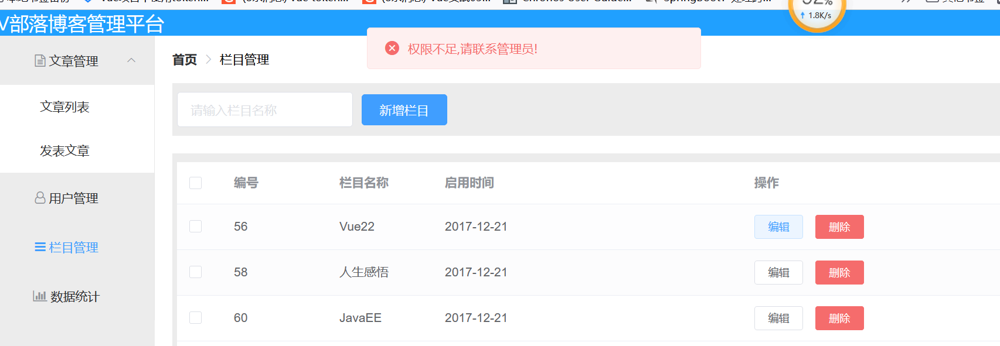 92%
1.8K/s
V部落博客管理平台
权限不足,请联系管理员!
首页 > 栏目管理
文章管理
文章列表
发表文章
用户管理
栏目管理
数据统计
请输入栏目名称 新增栏目
编号 栏目名称 启用时间 操作
56 Vue22 2017-12-21 编辑 删除
58 人生感悟 2017-12-21 编辑 删除
60 JavaEE 2017-12-21 编辑 删除